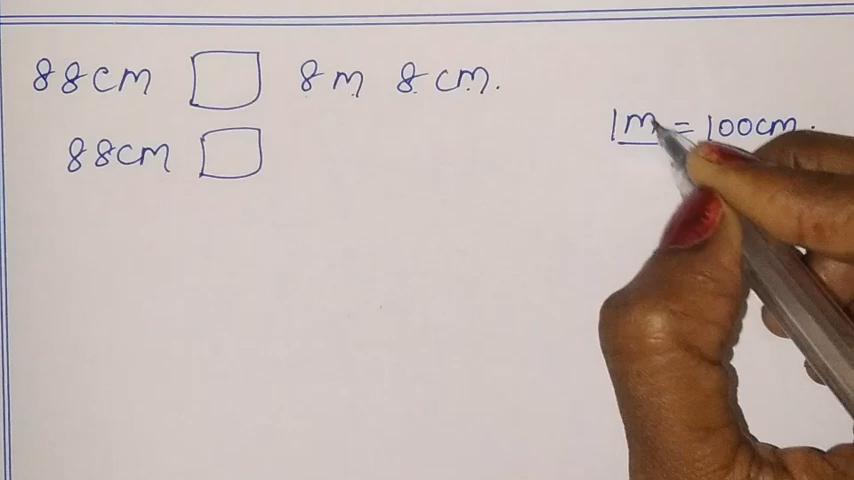 88cm □ 8m 8cm.
1m = 100cm.
88cm □